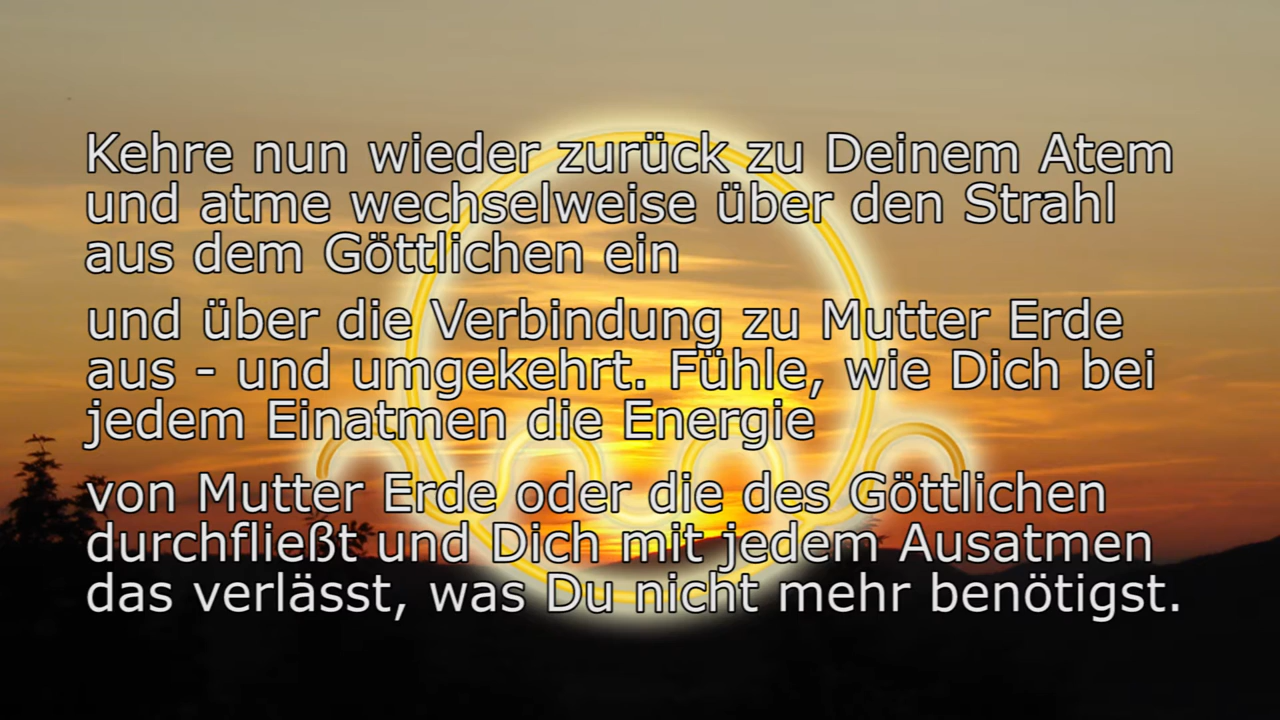 Kehre nun wieder zurück zu Deinem Atem
und atme wechselweise über den Strahl
aus dem Göttlichen ein
und über die Verbindung zu Mutter Erde
aus - und umgekehrt. Fühle, wie Dich bei
jedem Einatmen die Energie
von Mutter Erde oder die des Göttlichen
durchfließt und Dich mit jedem Ausatmen
das verlässt, was Du nicht mehr benötigst.